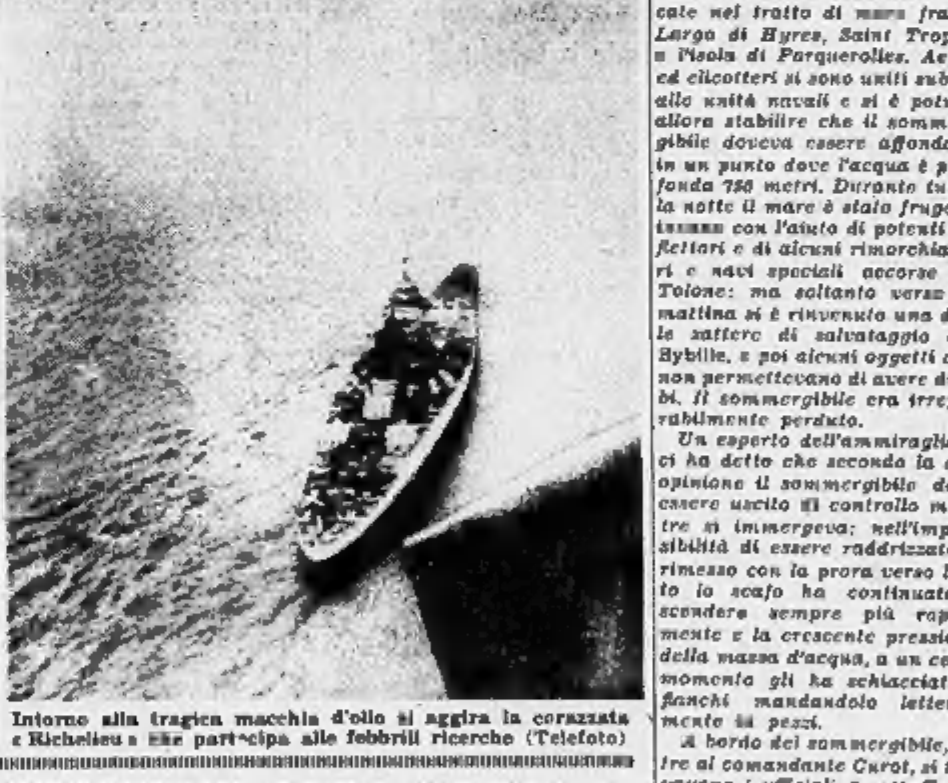 Intorno alla tragica macchia d'olio si aggira la corazzata
« Richelieu » che partecipa alle febbrili ricerche (Telefoto)
cate nel tratto di mare fra
Largo di Hyres, Saint Trop
e l'isola di Porquerolles. Ae
ed elicotteri si sono uniti sub
alle unità navali e si è pot
allora stabilire che il somm
gibile doveva essere affonda
in un punto dove l'acqua è p
fonda 750 metri. Durante tu
la notte il mare è stato fruga
con l'aiuto di potenti
flettori e di alcuni rimorchia
ri e navi speciali accorse
Tolone: ma soltanto verso
mattina si è rinvenuto una d
le zattere di salvataggio
Sybille, e poi alcuni oggetti
non permettevano di avere d
bi. Il sommergibile era irre
rabilmente perduto.
Un esperto dell'ammiraglia
ci ha detto che secondo la
opinione il sommergibile de
essere uscito di controllo m
tre si immergeva; nell'imp
sibilità di essere raddrizzato
rimesso con la prora verso l
to lo scafo ha continuato
scendere sempre più rap
mente e la crescente pressio
della massa d'acqua, a un ce
momento gli ha schiacciat
fianchi mandandolo lette
mente in pezzi.
A bordo del sommergibile,
tre al comandante Curot, si